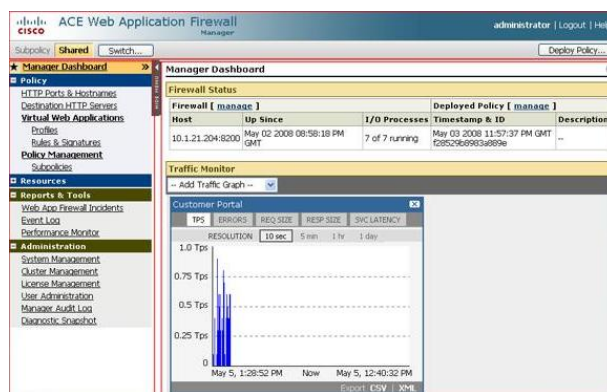 cisco
ACE Web Application Firewall
Manager
administrator | Logout | Hel
Subpolicy Shared Switch... Deploy Policy...
Manager Dashboard »
Policy
HTTP Ports & Hostnames
Destination HTTP Servers
Virtual Web Applications
Profiles
Rules & Signatures
Policy Management
Subpolicies
Resources
Reports & Tools
Web App Firewall Incidents
Event Log
Performance Monitor
Administration
System Management
Cluster Management
License Management
User Administration
Manager Audit Log
Diagnostic Snapshot
Manager Dashboard
Firewall Status
Firewall [ manage ] Deployed Policy [ manage ]
Host Up Since I/O Processes Timestamp & ID Description
10.1.21.204:8200 May 02 2008 08:58:18 PM GMT 7 of 7 running May 03 2008 11:57:37 PM GMT f28529b8983a889e --
Traffic Monitor
-- Add Traffic Graph --
Customer Portal
TPS ERRORS REQ SIZE RESP SIZE SVC LATENCY
RESOLUTION 10 sec 5 min 1 hr 1 day
1.0 Tps
0.75 Tps
0.5 Tps
0.25 Tps
0
May 5, 1:28:52 PM Now May 5, 12:40:32 PM
Export CSV | XML